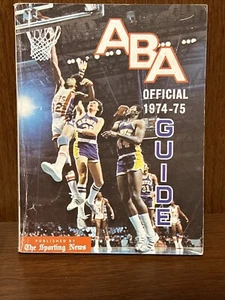 ABA
OFFICIAL
1974-75
GUIDE
PUBLISHED BY
The Sporting News